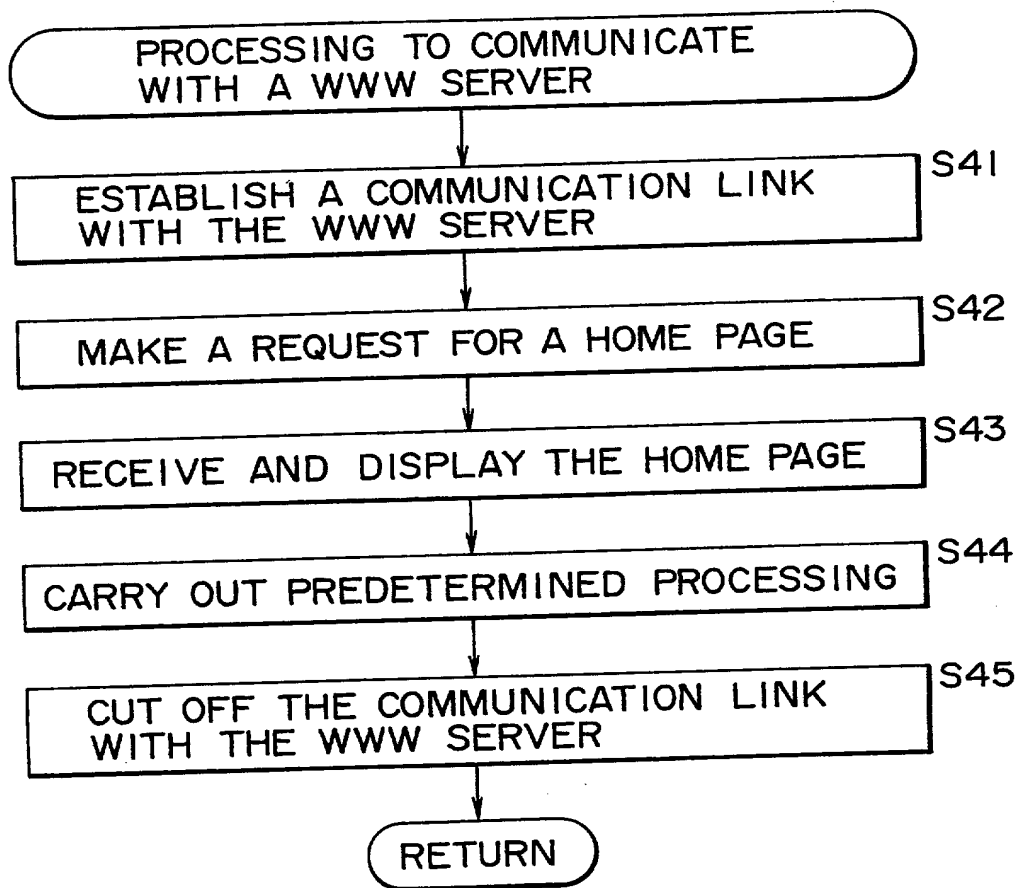 PROCESSING TO COMMUNICATE
WITH A WWW SERVER
S41
ESTABLISH A COMMUNICATION LINK
WITH THE WWW SERVER
S42
MAKE A REQUEST FOR A HOME PAGE
S43
RECEIVE AND DISPLAY THE HOME PAGE
S44
CARRY OUT PREDETERMINED PROCESSING
S45
CUT OFF THE COMMUNICATION LINK
WITH THE WWW SERVER
RETURN